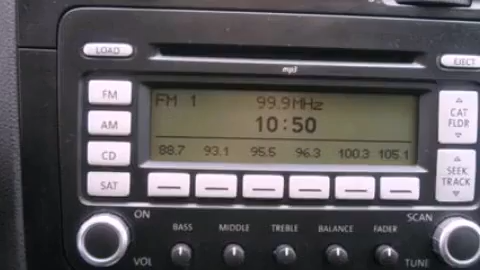 LOAD
mp3
EJECT
FM
FM 1 99.9MHz
CAT
FLDR
AM
10:50
CD
88.7 93.1 95.5 96.3 100.3 105.1
SEEK
TRACK
SAT
ON
SCAN
BASS MIDDLE TREBLE BALANCE FADER
VOL
TUNE